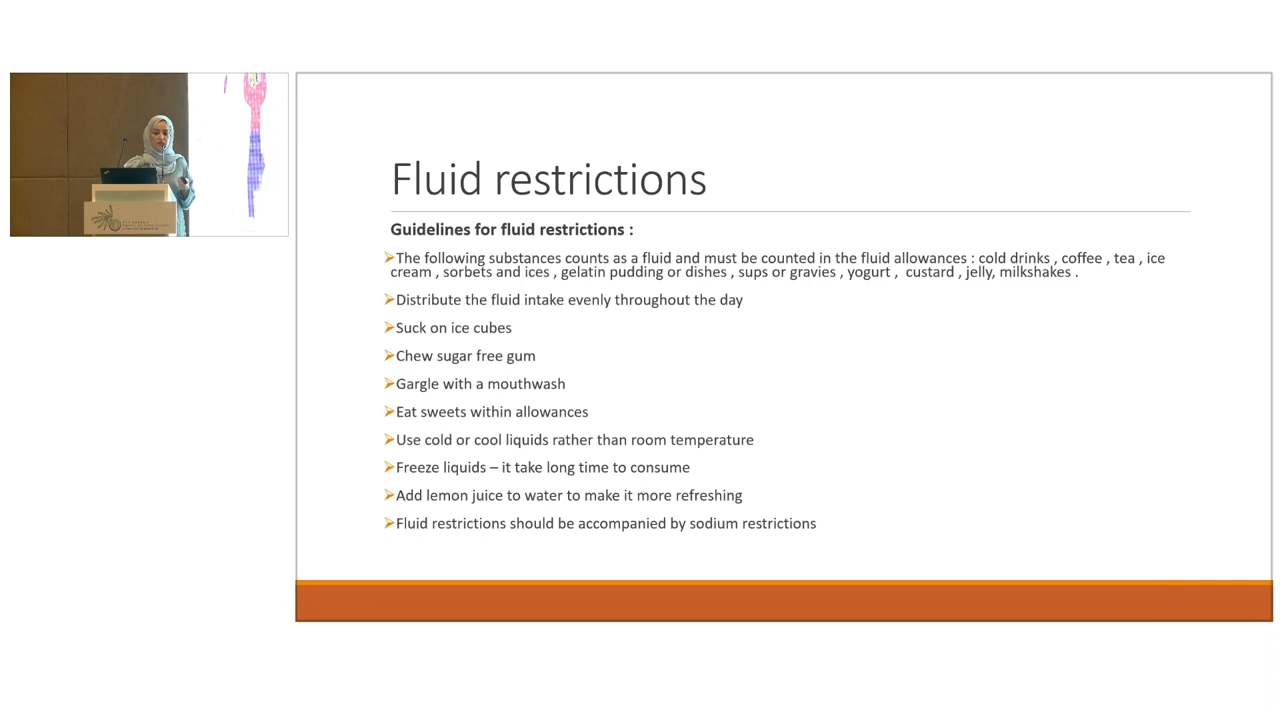 Fluid restrictions
Guidelines for fluid restrictions :
➢The following substances counts as a fluid and must be counted in the fluid allowances : cold drinks , coffee , tea , ice
cream , sorbets and ices , gelatin pudding or dishes , sups or gravies , yogurt ,  custard , jelly, milkshakes .
➢Distribute the fluid intake evenly throughout the day
➢Suck on ice cubes
➢Chew sugar free gum
➢Gargle with a mouthwash
➢Eat sweets within allowances
➢Use cold or cool liquids rather than room temperature
➢Freeze liquids – it take long time to consume
➢Add lemon juice to water to make it more refreshing
➢Fluid restrictions should be accompanied by sodium restrictions